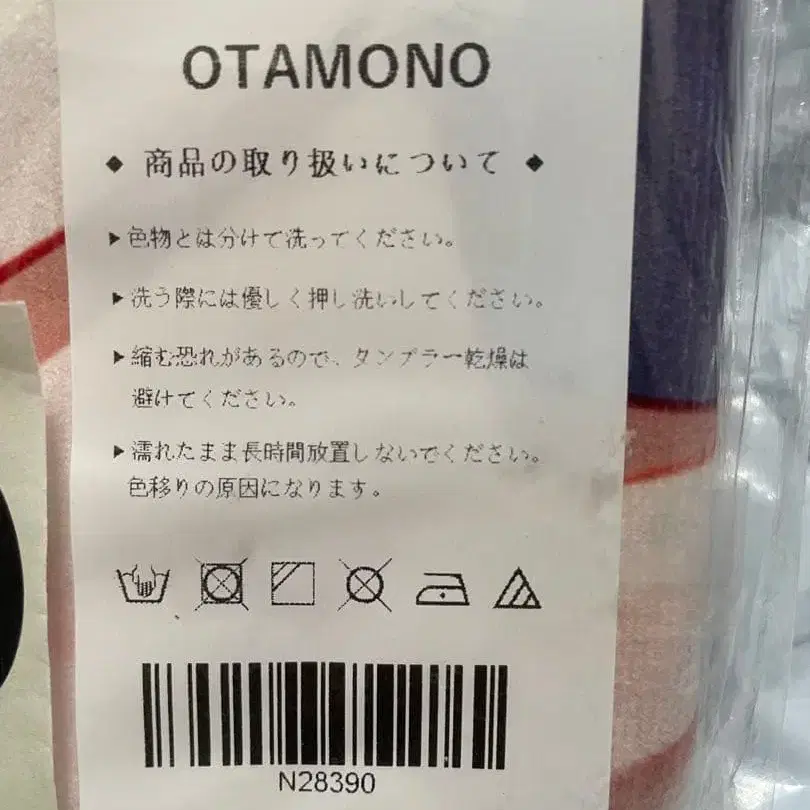 OTAMONO
◆ 商品の取り扱いについて ◆
▶色物とは分けて洗ってください。
▶洗う際には優しく押し洗いしてください。
▶縮む恐れがあるので、タンブラー乾燥は
避けてください。
▶濡れたまま長時間放置しないでください。
色移りの原因になります。
N28390